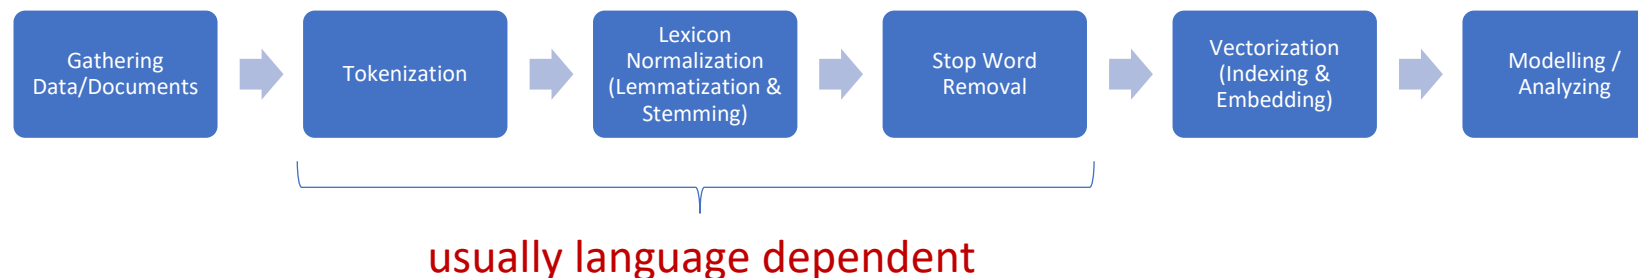 Gathering
Data/Documents
Tokenization
Lexicon
Normalization
(Lemmatization &
Stemming)
Stop Word
Removal
Vectorization
(Indexing &
Embedding)
Modelling /
Analyzing
usually language dependent